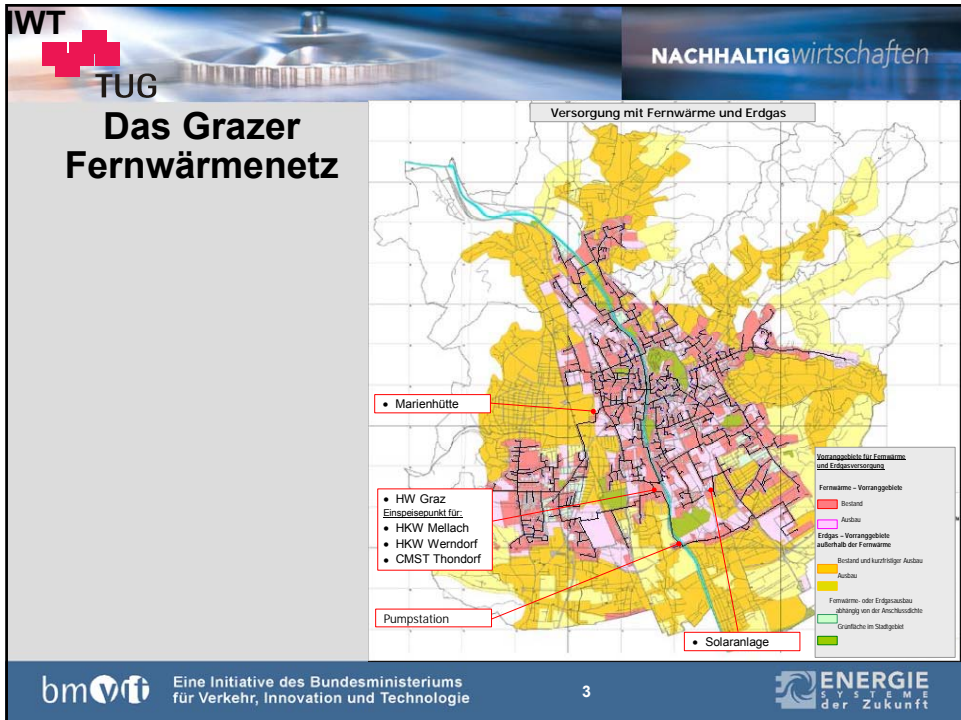 IWT
TUG
NACHHALTIGwirtschaften
Das Grazer
Fernwärmenetz
Versorgung mit Fernwärme und Erdgas
• Marienhütte
• HW Graz
Einspeisepunkt für:
• HKW Mellach
• HKW Werndorf
• CMST Thondorf
Pumpstation
• Solaranlage
Vorranggebiete für Fernwärme
und Erdgasversorgung
Fernwärme – Vorranggebiete
Bestand
Ausbau
Erdgas – Vorranggebiete
außerhalb der Fernwärme
Bestand und kurzfristiger Ausbau
Ausbau
Fernwärme- oder Erdgasausbau
abhängig von der Anschlussdichte
Grünfläche im Stadtgebiet
bmvit
Eine Initiative des Bundesministeriums
für Verkehr, Innovation und Technologie
3
ENERGIE
SYSTEME
der Zukunft